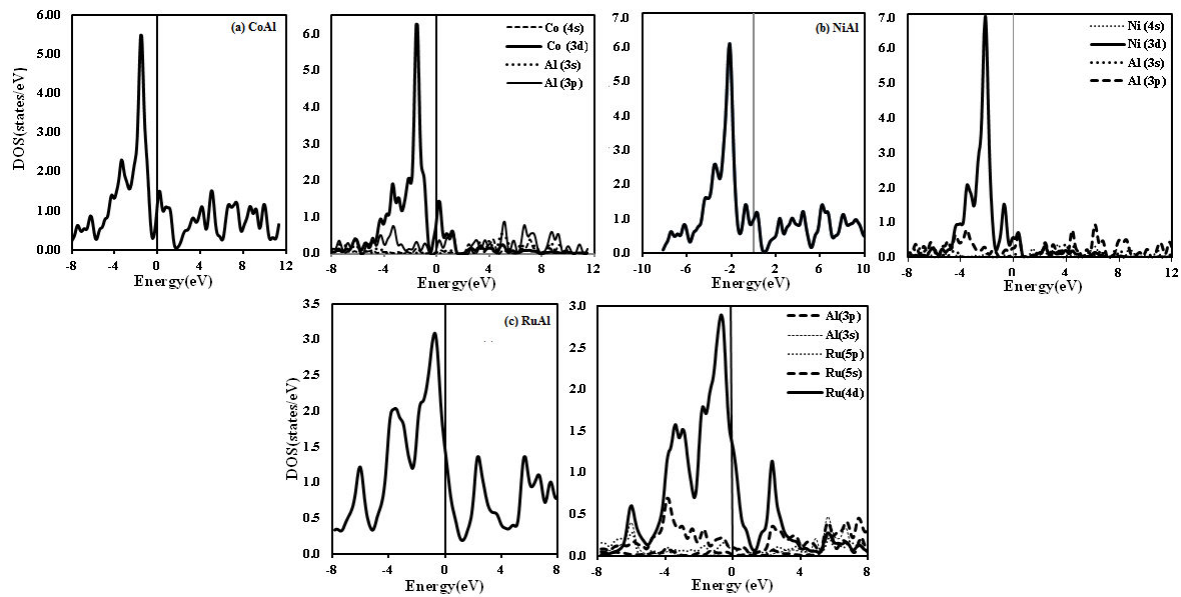 (a) CoAl
DOS(states/eV)
6.00
5.00
4.00
3.00
2.00
1.00
0.00
-8 -4 0 4 8 12
Energy(eV)
Co (4s)
Co (3d)
Al (3s)
Al (3p)
6.0
5.0
4.0
3.0
2.0
1.0
0.0
-8 -4 0 4 8 12
Energy(eV)
(b) NiAl
7.0
6.0
5.0
4.0
3.0
2.0
1.0
0.0
-10 -6 -2 2 6 10
Energy(eV)
Ni (4s)
Ni (3d)
Al (3s)
Al (3p)
7.0
6.0
5.0
4.0
3.0
2.0
1.0
0.0
-8 -4 0 4 8 12
Energy(eV)
(c) RuAl
DOS(states/eV)
3.5
3.0
2.5
2.0
1.5
1.0
0.5
0.0
-8 -4 0 4 8
Energy(eV)
Al(3p)
Al(3s)
Ru(5p)
Ru(5s)
Ru(4d)
3.0
2.5
2.0
1.5
1.0
0.5
0.0
-8 -4 0 4 8
Energy(eV)